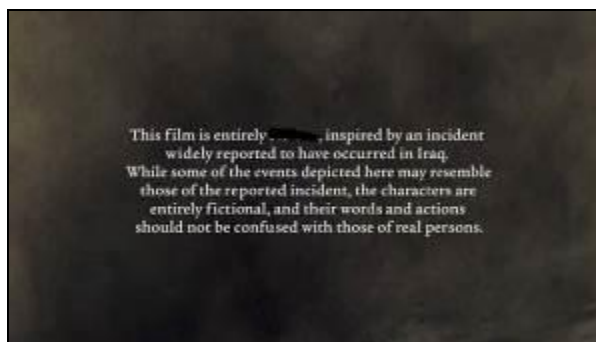 This film is entirely , inspired by an incident
widely reported to have occurred in Iraq.
While some of the events depicted here may resemble
those of the reported incident, the characters are
entirely fictional, and their words and actions
should not be confused with those of real persons.